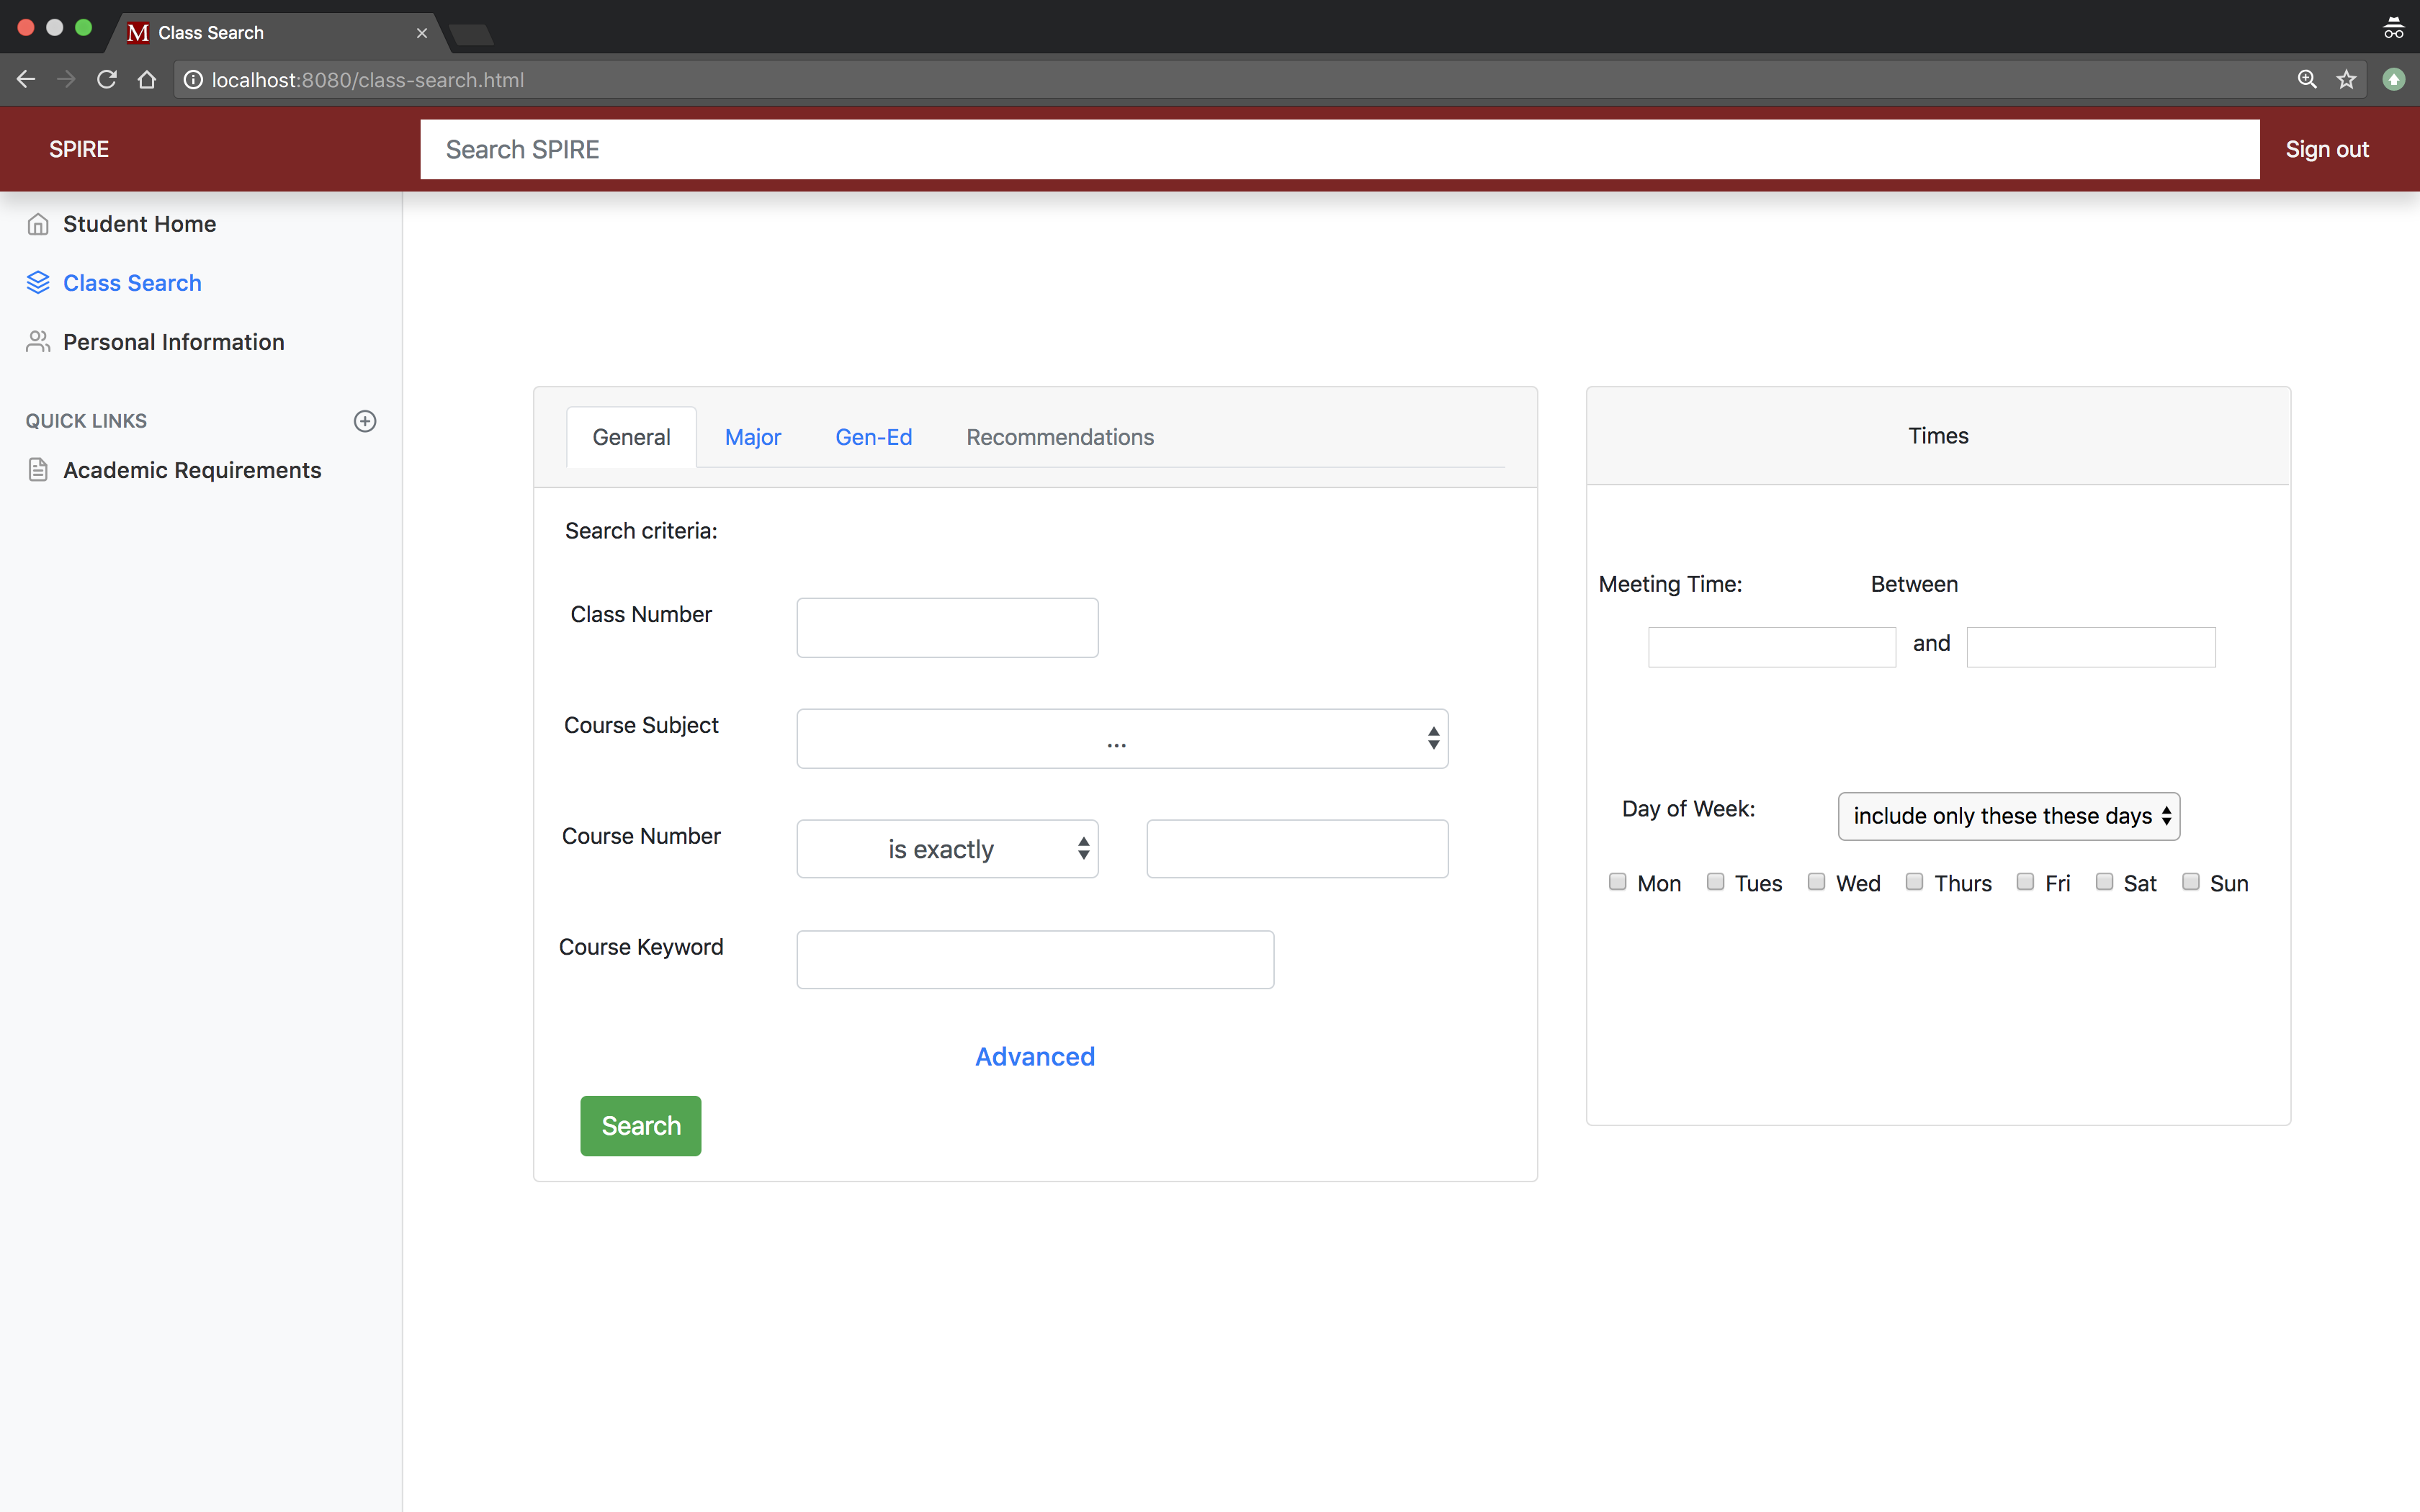 M Class Search
localhost:8080/class-search.html
SPIRE Search SPIRE Sign out
Student Home
Class Search
Personal Information
QUICK LINKS
Academic Requirements
General Major Gen-Ed Recommendations
Search criteria:
Class Number
Course Subject ...
Course Number is exactly
Course Keyword
Advanced
Search
Times
Meeting Time: Between
and
Day of Week: include only these these days
Mon Tues Wed Thurs Fri Sat Sun